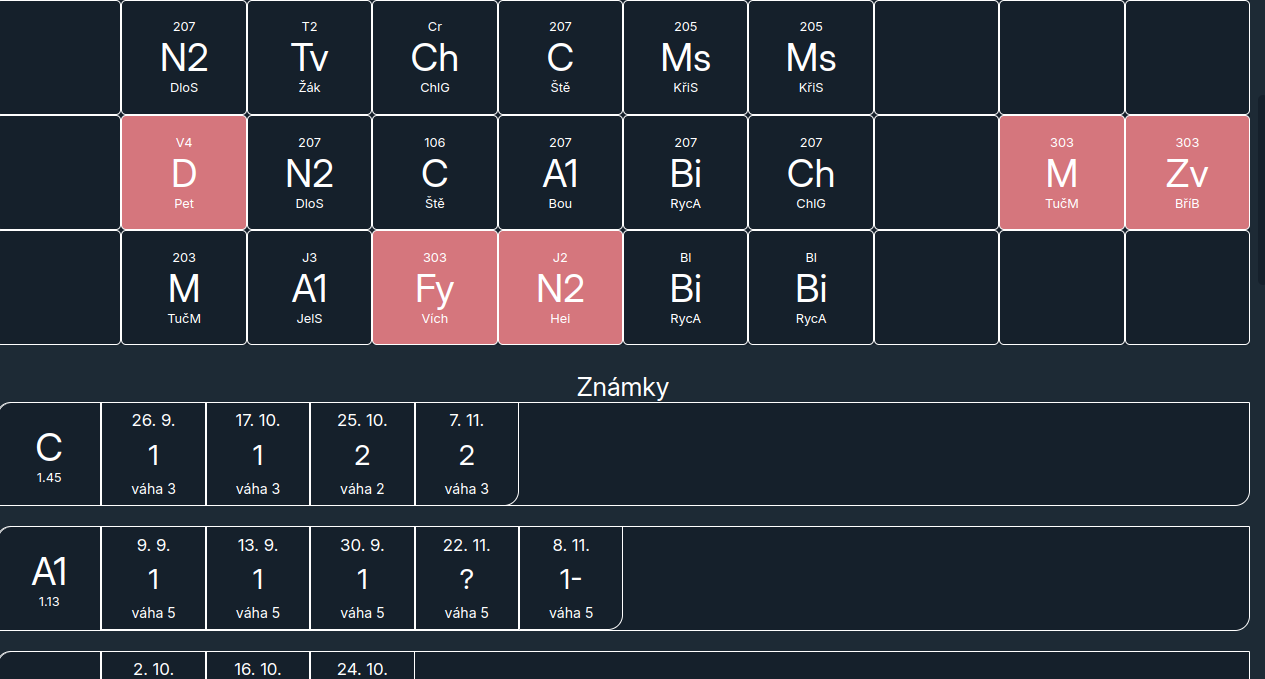 207 T2 Cr 207 205 205
N2 Tv Ch C Ms Ms
DloS Žák ChlG Ště KřiS KřiS
V4 207 106 207 207 207 303 303
D N2 C A1 Bi Ch M Zv
Pet DloS Ště Bou RycA ChlG TučM BřiB
203 J3 303 J2 BI BI
M A1 Fy N2 Bi Bi
TučM JelS Vích Hei RycA RycA
Známky
26. 9. 17. 10. 25. 10. 7. 11.
C 1 1 2 2
1.45 váha 3 váha 3 váha 2 váha 3
9. 9. 13. 9. 30. 9. 22. 11. 8. 11.
A1 1 1 1 ? 1-
1.13 váha 5 váha 5 váha 5 váha 5 váha 5
2. 10. 16. 10. 24. 10.